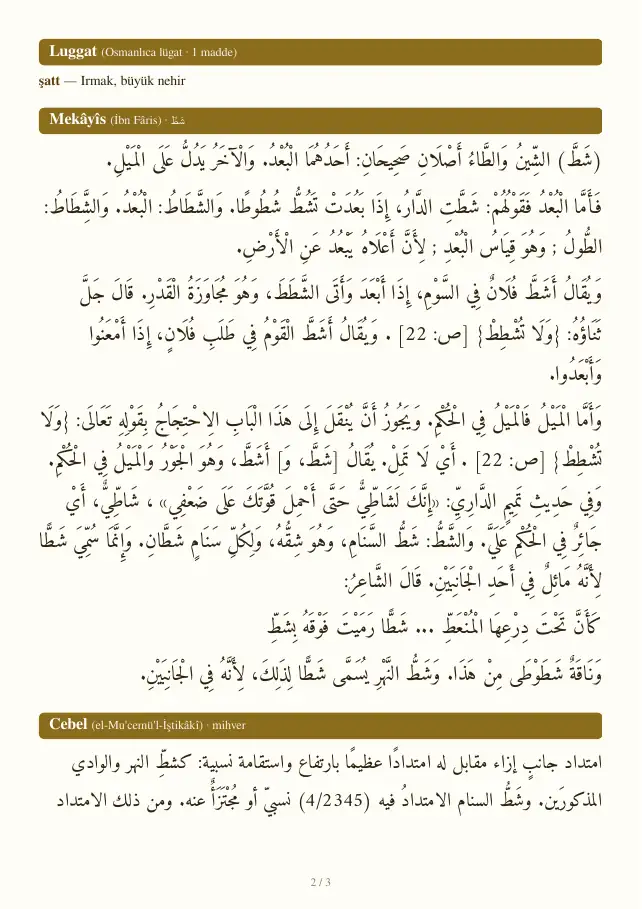 Luggat (Osmanlıca lügat · 1 madde)
şatt — Irmak, büyük nehir
Mekâyîs (İbn Fâris) · شطّ
(شَطَّ) الشِّينُ وَالطَّاءُ أَصْلَانِ صَحِيحَانِ: أَحَدُهُمَا الْبُعْدُ. وَالْآخَرُ يَدُلُّ عَلَى الْمَيْلِ.
فَأَمَّا الْبُعْدُ فَقَوْلُهُمْ: شَطَّتِ الدَّارُ، إِذَا بَعُدَتْ تَشُطُّ شُطُوطًا. وَالشَّطَاطُ: الْبُعْدُ. وَالشَّطَاطُ:
الطُّولُ ; وَهُوَ قِيَاسُ الْبُعْدِ ; لِأَنَّ أَعْلَاهُ يَبْعُدُ عَنِ الْأَرْضِ.
وَيُقَالُ أَشَطَّ فُلَانٌ فِي السَّوْمِ، إِذَا أَبْعَدَ وَأَتَى الشَّطَطَ، وَهُوَ مُجَاوَزَةُ الْقَدْرِ. قَالَ جَلَّ
ثَنَاؤُهُ: {وَلَا تُشْطِطْ} [ص: 22] . وَيُقَالُ أَشَطَّ الْقَوْمُ فِي طَلَبِ فُلَانٍ، إِذَا أَمْعَنُوا
وَأَبْعَدُوا.
وَأَمَّا الْمَيْلُ فَالْمَيْلُ فِي الْحُكْمِ. وَيَجُوزُ أَنْ يُنْقَلَ إِلَى هَذَا الْبَابِ الِاحْتِجَاجُ بِقَوْلِهِ تَعَالَى: {وَلَا
تُشْطِطْ} [ص: 22] . أَيْ لَا تَمِلْ. يُقَالُ [شَطَّ، وَ] أَشَطَّ، وَهُوَ الْجَوْرُ وَالْمَيْلُ فِي الْحُكْمِ.
وَفِي حَدِيثِ تَمِيمٍ الدَّارِيِّ: «إِنَّكَ لَشَاطِّيٌّ حَتَّى أَحْمِلَ قُوَّتَكَ عَلَى ضَعْفِي» ، شَاطِّيٌّ، أَيْ
جَائِرٌ فِي الْحُكْمِ عَلَيَّ. وَالشَّطُّ: شَطُّ السَّنَامِ، وَهُوَ شِقُّهُ، وَلِكُلِّ سَنَامٍ شَطَّانِ. وَإِنَّمَا سُمِّيَ شَطًّا
لِأَنَّهُ مَائِلٌ فِي أَحَدِ الْجَانِبَيْنِ. قَالَ الشَّاعِرُ:
كَأَنَّ تَحْتَ دِرْعِهَا الْمُنْعَطِّ ... شَطًّا رَمَيْتَ فَوْقَهُ بِشَطِّ
وَنَاقَةٌ شَطَوْطَى مِنْ هَذَا. وَشَطُّ النَّهْرِ يُسَمَّى شَطًّا لِذَلِكَ، لِأَنَّهُ فِي الْجَانِبَيْنِ.
Cebel (el-Mu'cemü'l-İştikâkî) · mihver
امتداد جانبٍ إزاء مقابل له امتدادًا عظيمًا بارتفاع واستقامة نسبية: كشطِّ النهر والوادي
المذكورَين. وشَطُّ السنام الامتدادُ فيه (4/2345) نسبيّ أو مُجْتَزَأٌ عنه. ومن ذلك الامتداد
2 / 3